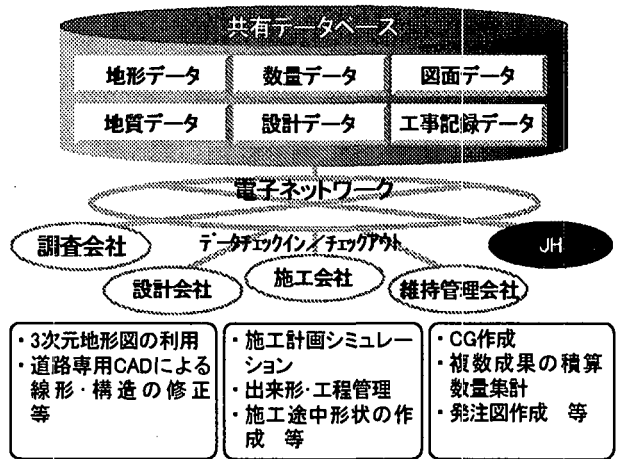 共有データベース
地形データ 数量データ 図面データ
地質データ 設計データ 工事記録データ
電子ネットワーク
調査会社 データチェックイン／チェックアウト JH
設計会社 施工会社 維持管理会社
・3次元地形図の利用
・道路専用CADによる
線形・構造の修正
等
・施工計画シミュレー
ション
・出来形・工程管理
・施工途中形状の作
成 等
・CG作成
・複数成果の積算
数量集計
・発注図作成 等